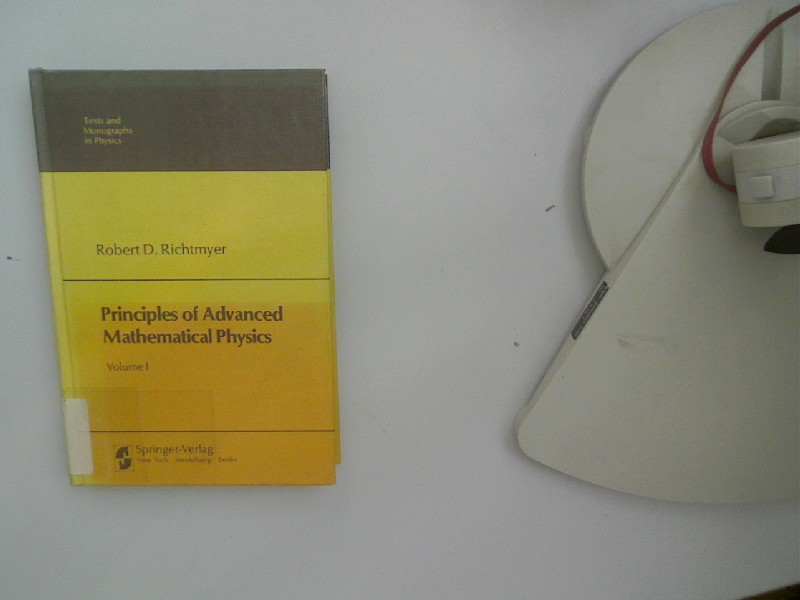 Texts and
Monographs
in Physics
Robert D. Richtmyer
Principles of Advanced
Mathematical Physics
Volume I
Springer-Verlag
New York Heidelberg Berlin